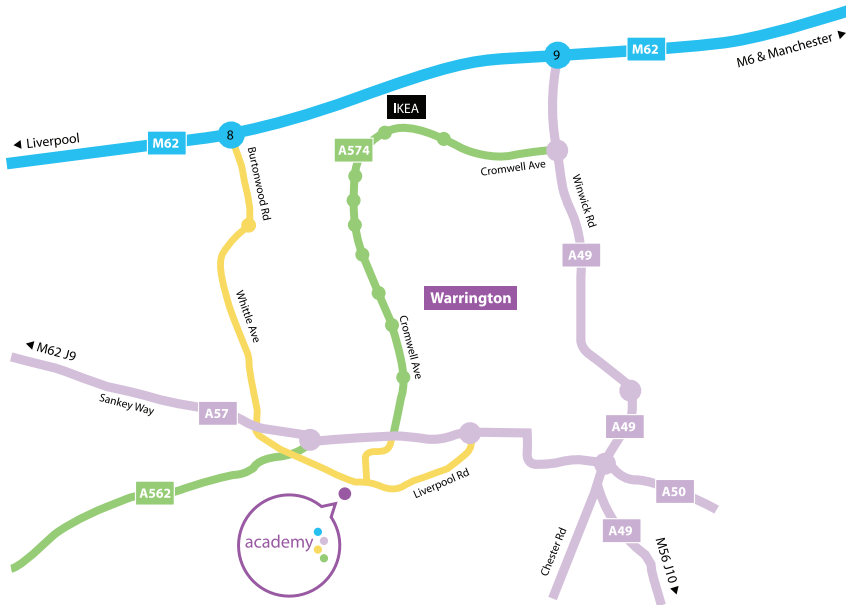 9
M62
M6 & Manchester
IKEA
8
M62
Liverpool
A574
Burtonwood Rd
Cromwell Ave
Winwick Rd
A49
Warrington
Whittle Ave
Cromwell Ave
M62 J9
Sankey Way
A57
A49
A562
Liverpool Rd
A50
academy
Chester Rd
A49
M56 J10